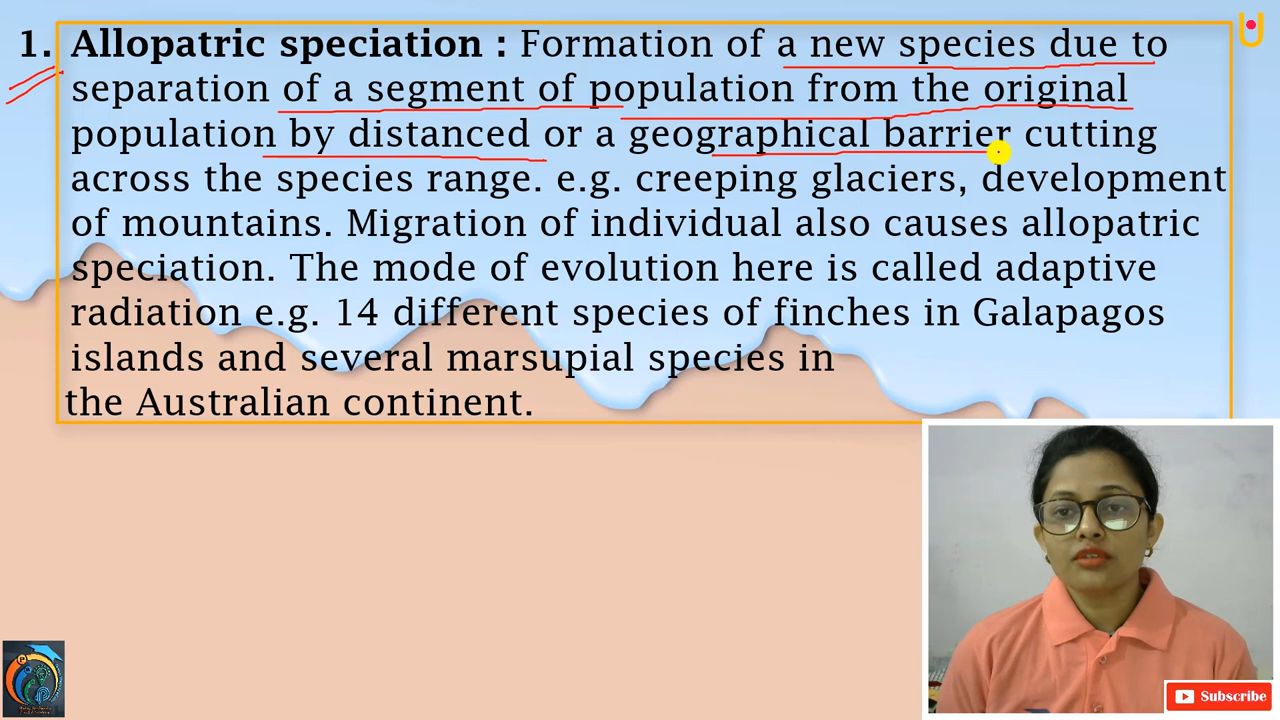 1. Allopatric speciation : Formation of a new species due to
separation of a segment of population from the original
population by distanced or a geographical barrier cutting
across the species range. e.g. creeping glaciers, development
of mountains. Migration of individual also causes allopatric
speciation. The mode of evolution here is called adaptive
radiation e.g. 14 different species of finches in Galapagos
islands and several marsupial species in
the Australian continent.
Subscribe